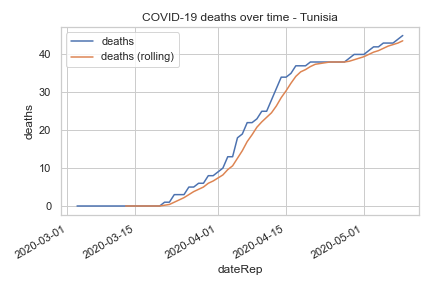 COVID-19 deaths over time - Tunisia
deaths
deaths (rolling)
deaths
40
30
20
10
0
2020-03-01
2020-03-15
2020-04-01
2020-04-15
2020-05-01
dateRep